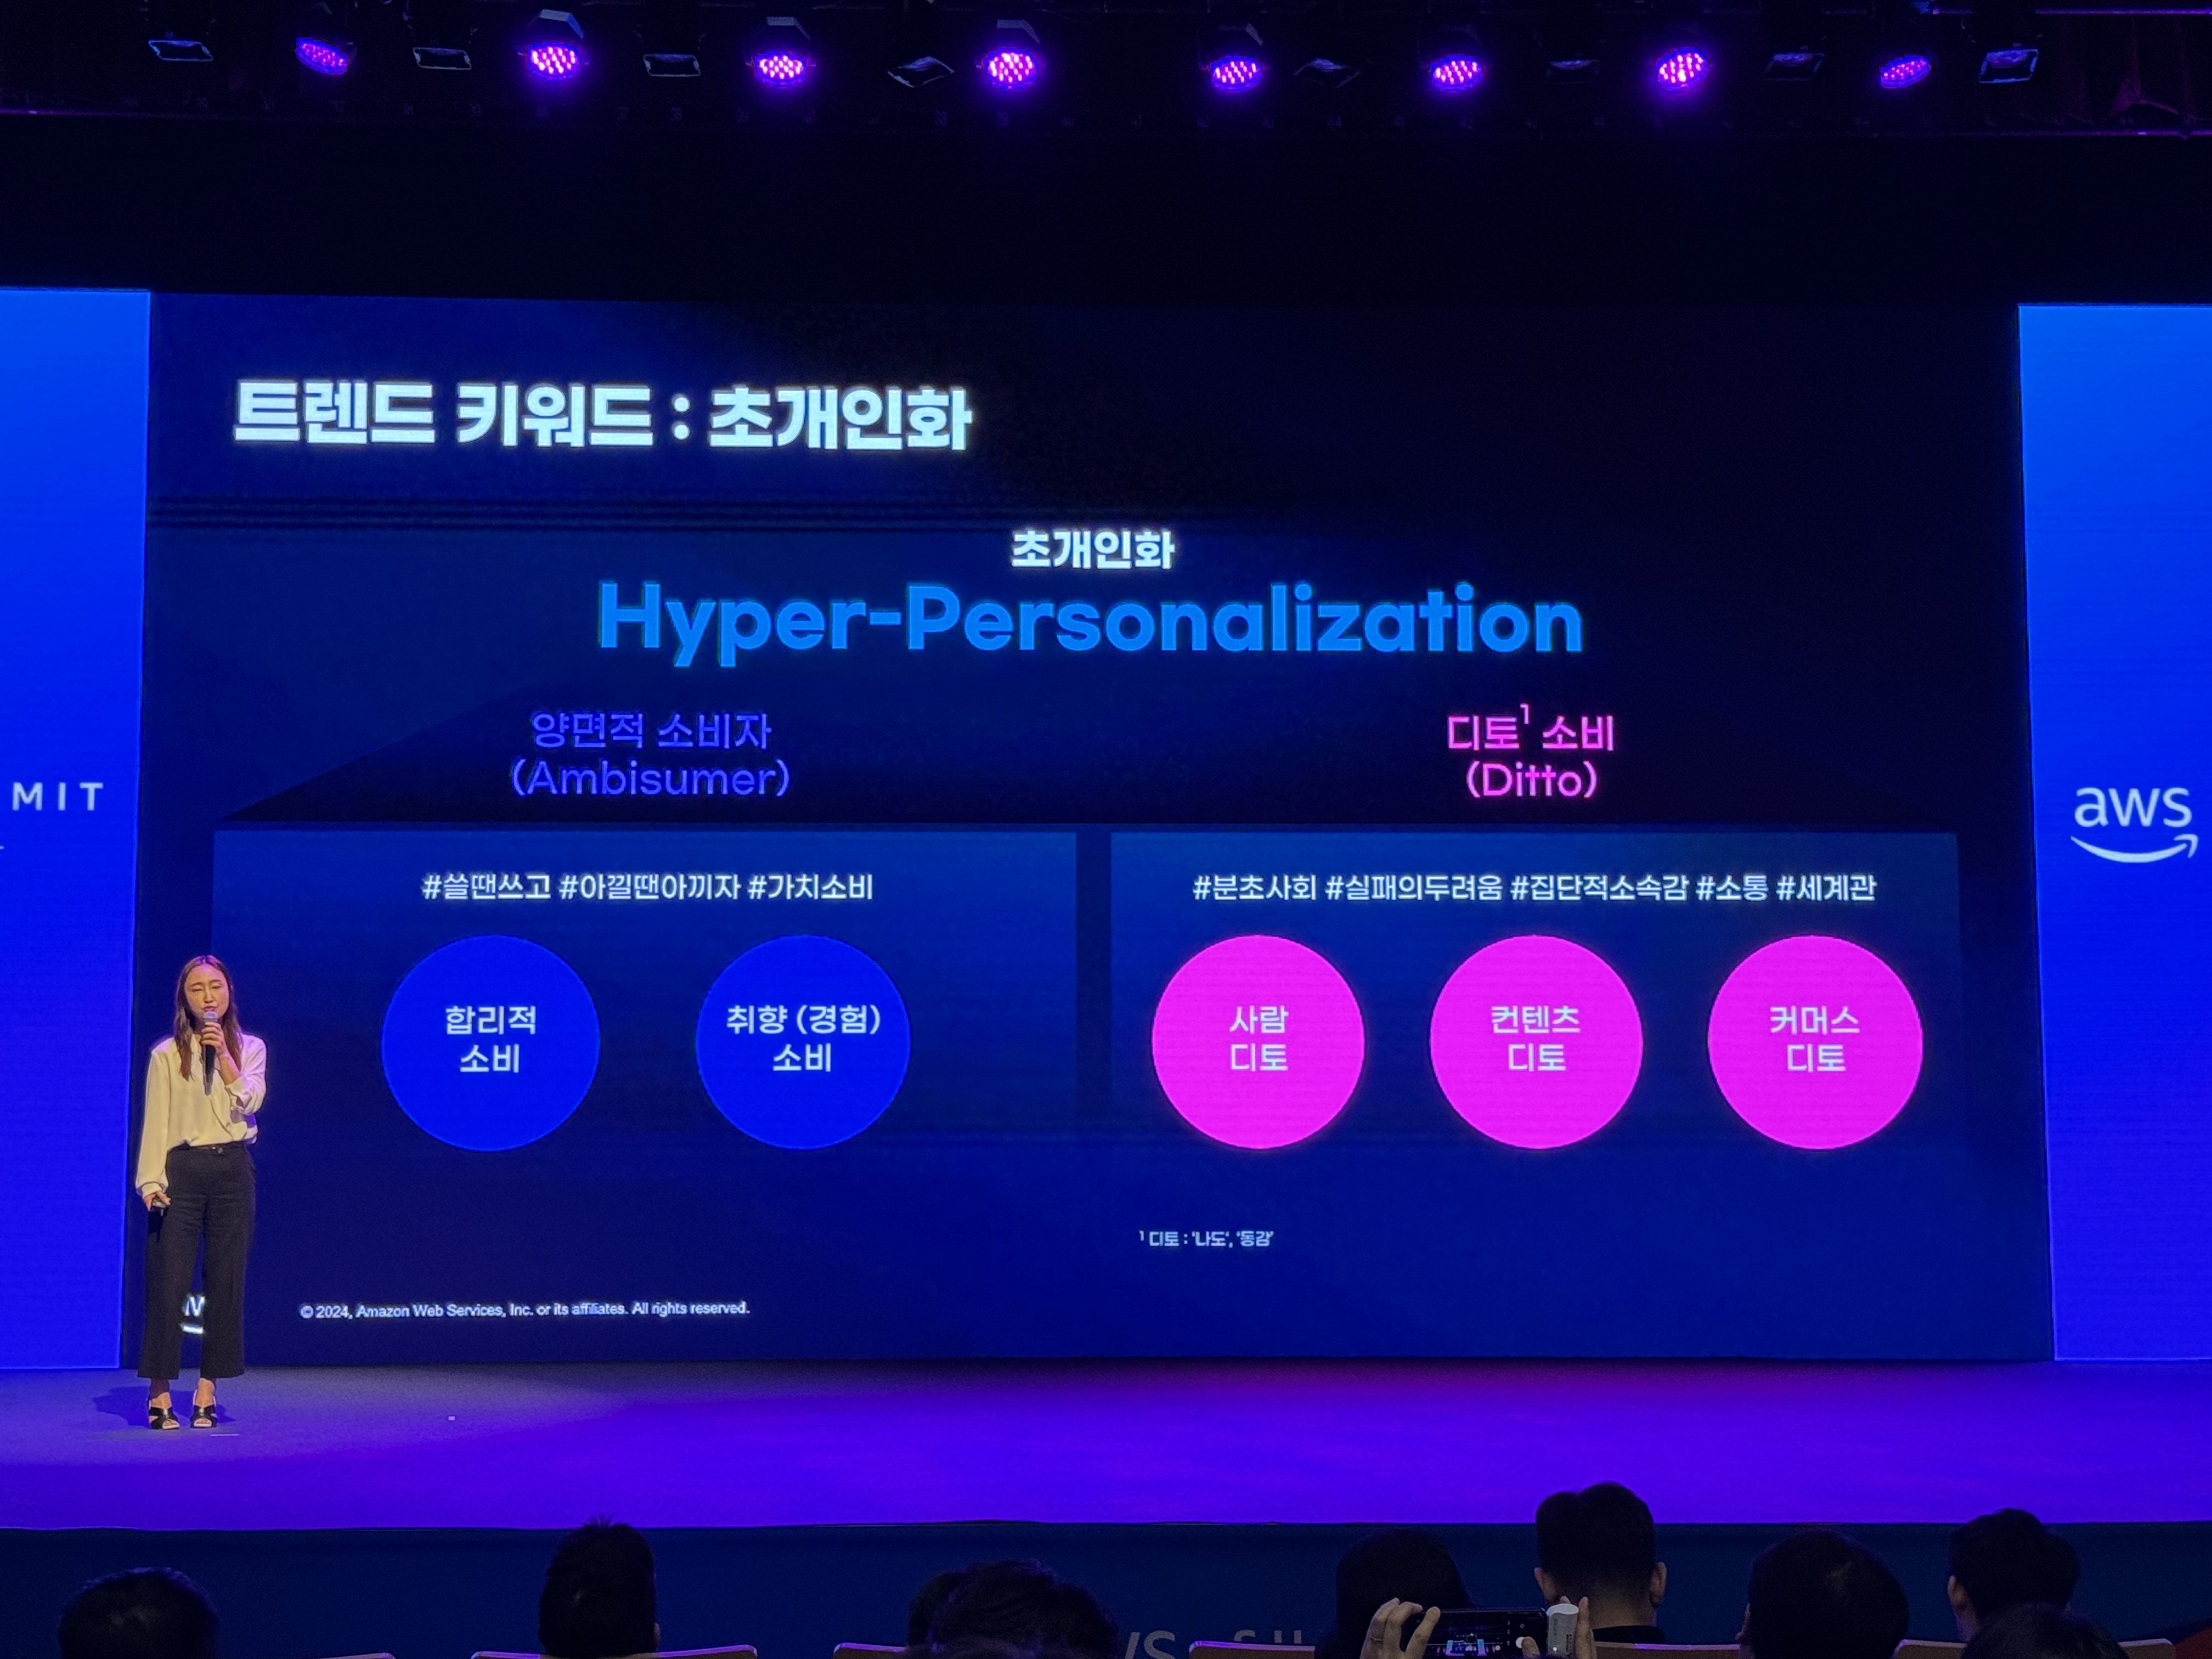 트렌드 키워드 : 초개인화
초개인화
Hyper-Personalization
양면적 소비자
(Ambisumer)
#쓸땐쓰고 #아낄땐아끼자 #가치소비
합리적
소비
취향 (경험)
소비
디토¹ 소비
(Ditto)
#분초사회 #실패의두려움 #집단적소속감 #소통 #세계관
사람
디토
컨텐츠
디토
커머스
디토
¹ 디토 : '나도', '동감'
© 2024, Amazon Web Services, Inc. or its affiliates. All rights reserved.
MIT
aws